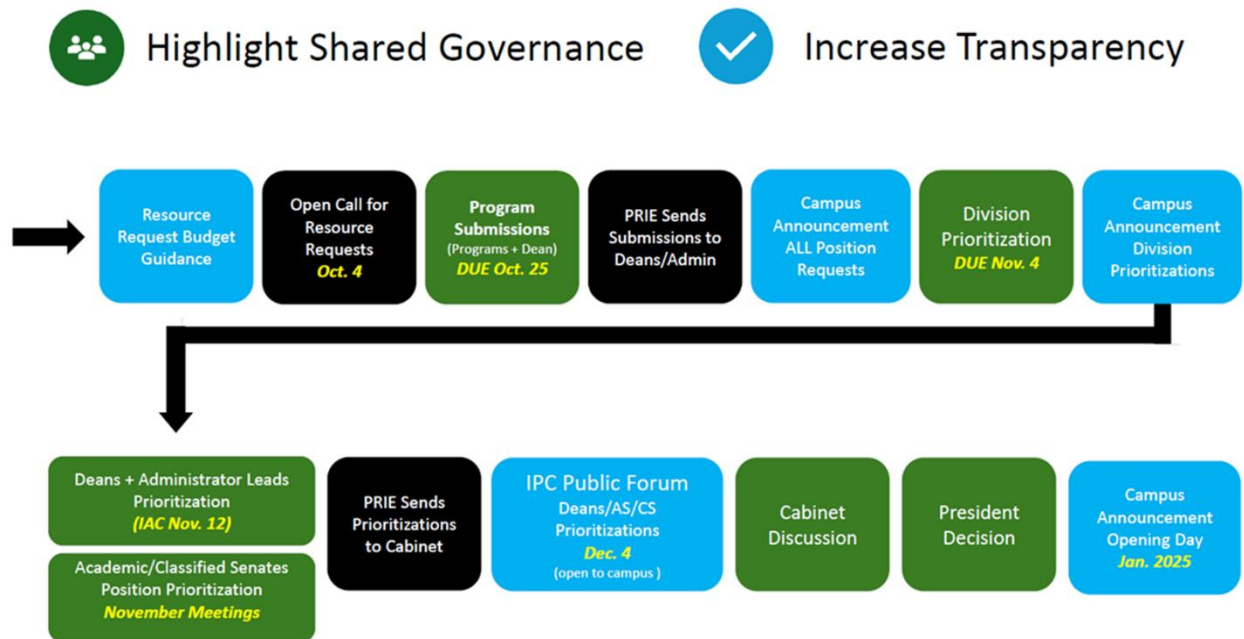 Highlight Shared Governance
Increase Transparency
Resource
Request Budget
Guidance
Open Call for
Resource
Requests
Oct. 4
Program
Submissions
(Programs + Dean)
DUE Oct. 25
PRIE Sends
Submissions to
Deans/Admin
Campus
Announcement
ALL Position
Requests
Division
Prioritization
DUE Nov. 4
Campus
Announcement
Division
Prioritizations
Deans + Administrator Leads
Prioritization
(IAC Nov. 12)
Academic/Classified Senates
Position Prioritization
November Meetings
PRIE Sends
Prioritizations
to Cabinet
IPC Public Forum
Deans/AS/CS
Prioritizations
Dec. 4
(open to campus )
Cabinet
Discussion
President
Decision
Campus
Announcement
Opening Day
Jan. 2025